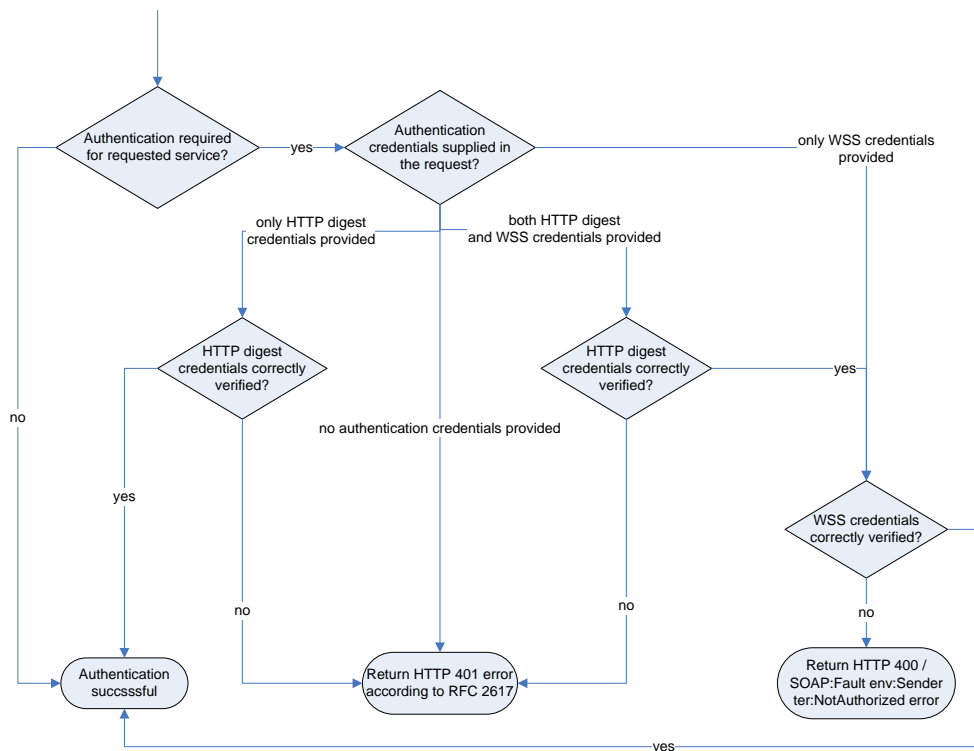 Authentication required
for requested service?
yes
Authentication
credentials supplied in
the request?
only WSS credentials
provided
only HTTP digest
credentials provided
both HTTP digest
and WSS credentials provided
HTTP digest
credentials correctly
verified?
HTTP digest
credentials correctly
verified?
yes
no
no authentication credentials provided
yes
WSS credentials
correctly verified?
no
no
no
Authentication
succsssful
Return HTTP 401 error
according to RFC 2617
Return HTTP 400 /
SOAP:Fault env:Sender
ter:NotAuthorized error
yes